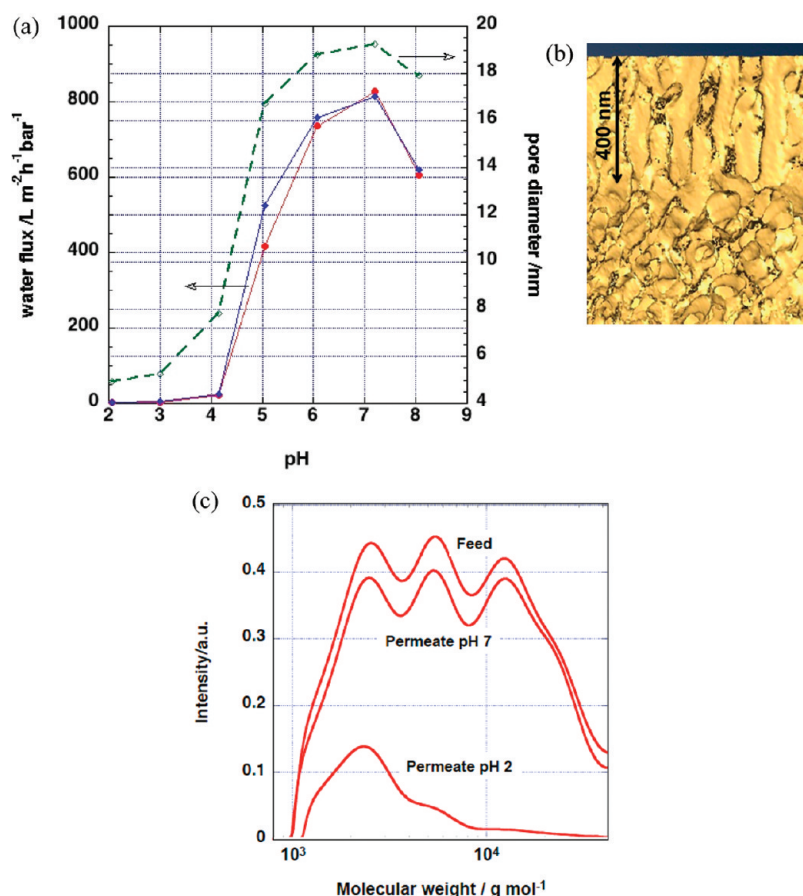 (a)
1000
800
600
400
200
0
water flux /L m⁻²h⁻¹bar⁻¹
20
18
16
14
12
10
8
6
4
pore diameter /nm
2 3 4 5 6 7 8 9
pH
(b)
400 nm
(c)
0.5
0.4
0.3
0.2
0.1
0
Intensity/a.u.
Feed
Permeate pH 7
Permeate pH 2
10³ 10⁴
Molecular weight / g mol⁻¹